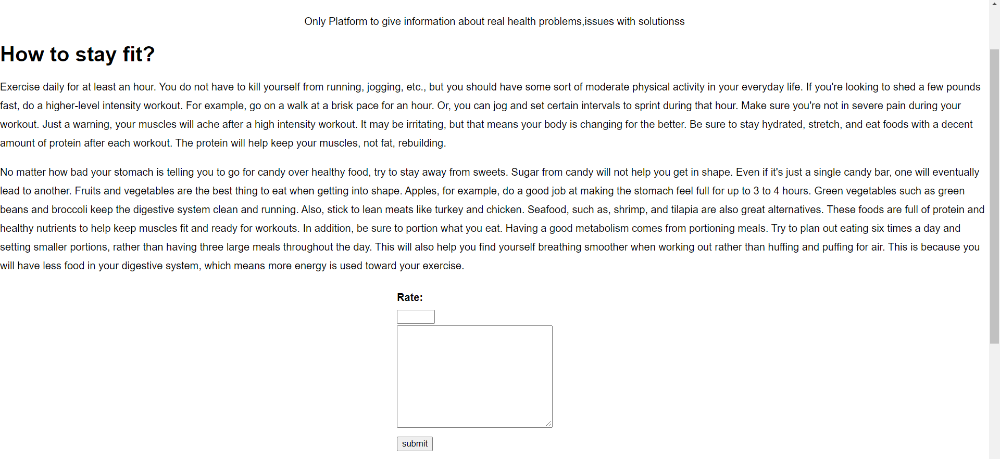 Only Platform to give information about real health problems,issues with solutionss
How to stay fit?
Exercise daily for at least an hour. You do not have to kill yourself from running, jogging, etc., but you should have some sort of moderate physical activity in your everyday life. If you're looking to shed a few pounds
fast, do a higher-level intensity workout. For example, go on a walk at a brisk pace for an hour. Or, you can jog and set certain intervals to sprint during that hour. Make sure you're not in severe pain during your
workout. Just a warning, your muscles will ache after a high intensity workout. It may be irritating, but that means your body is changing for the better. Be sure to stay hydrated, stretch, and eat foods with a decent
amount of protein after each workout. The protein will help keep your muscles, not fat, rebuilding.
No matter how bad your stomach is telling you to go for candy over healthy food, try to stay away from sweets. Sugar from candy will not help you get in shape. Even if it's just a single candy bar, one will eventually
lead to another. Fruits and vegetables are the best thing to eat when getting into shape. Apples, for example, do a good job at making the stomach feel full for up to 3 to 4 hours. Green vegetables such as green
beans and broccoli keep the digestive system clean and running. Also, stick to lean meats like turkey and chicken. Seafood, such as, shrimp, and tilapia are also great alternatives. These foods are full of protein and
healthy nutrients to help keep muscles fit and ready for workouts. In addition, be sure to portion what you eat. Having a good metabolism comes from portioning meals. Try to plan out eating six times a day and
setting smaller portions, rather than having three large meals throughout the day. This will also help you find yourself breathing smoother when working out rather than huffing and puffing for air. This is because you
will have less food in your digestive system, which means more energy is used toward your exercise.
Rate:
submit